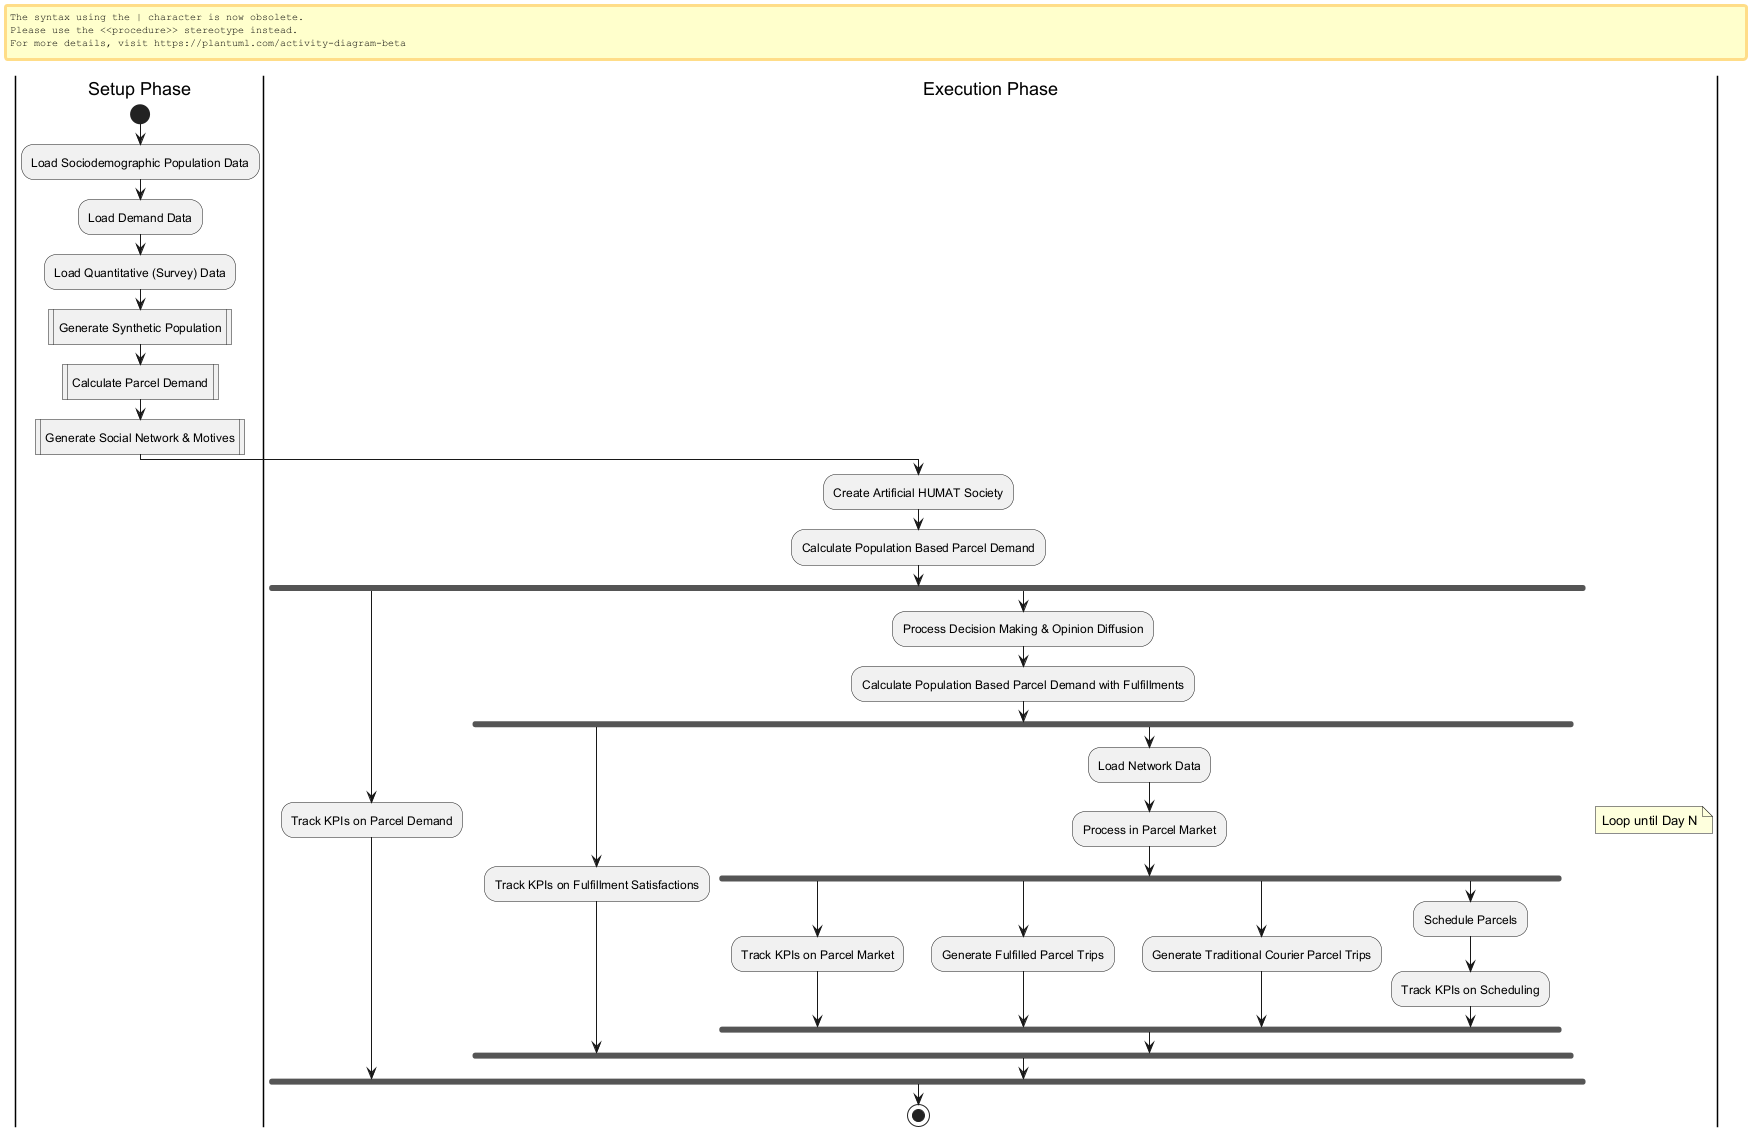 The syntax using the | character is now obsolete.
Please use the <<procedure>> stereotype instead.
For more details, visit https://plantuml.com/activity-diagram-beta
Setup Phase
Execution Phase
Load Sociodemographic Population Data
Load Demand Data
Load Quantitative (Survey) Data
Generate Synthetic Population
Calculate Parcel Demand
Generate Social Network & Motives
Create Artificial HUMAT Society
Calculate Population Based Parcel Demand
Process Decision Making & Opinion Diffusion
Calculate Population Based Parcel Demand with Fulfillments
Load Network Data
Track KPIs on Parcel Demand
Process in Parcel Market
Loop until Day N
Track KPIs on Fulfillment Satisfactions
Schedule Parcels
Track KPIs on Parcel Market
Generate Fulfilled Parcel Trips
Generate Traditional Courier Parcel Trips
Track KPIs on Scheduling